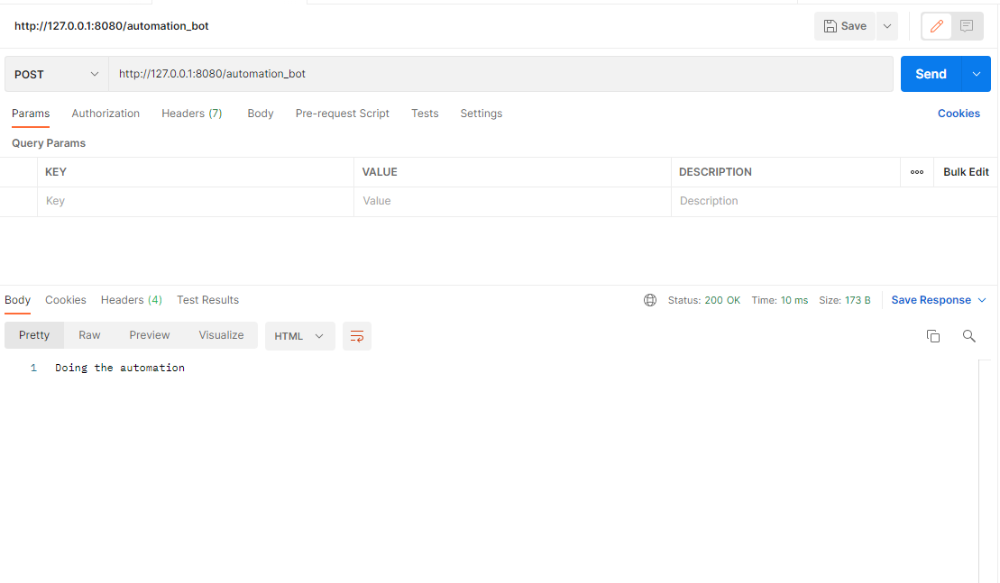 http://127.0.0.1:8080/automation_bot Save
POST http://127.0.0.1:8080/automation_bot Send
Params Authorization Headers (7) Body Pre-request Script Tests Settings Cookies
Query Params
KEY VALUE DESCRIPTION ooo Bulk Edit
Key Value Description
Body Cookies Headers (4) Test Results Status: 200 OK Time: 10 ms Size: 173 B Save Response
Pretty Raw Preview Visualize HTML
1 Doing the automation